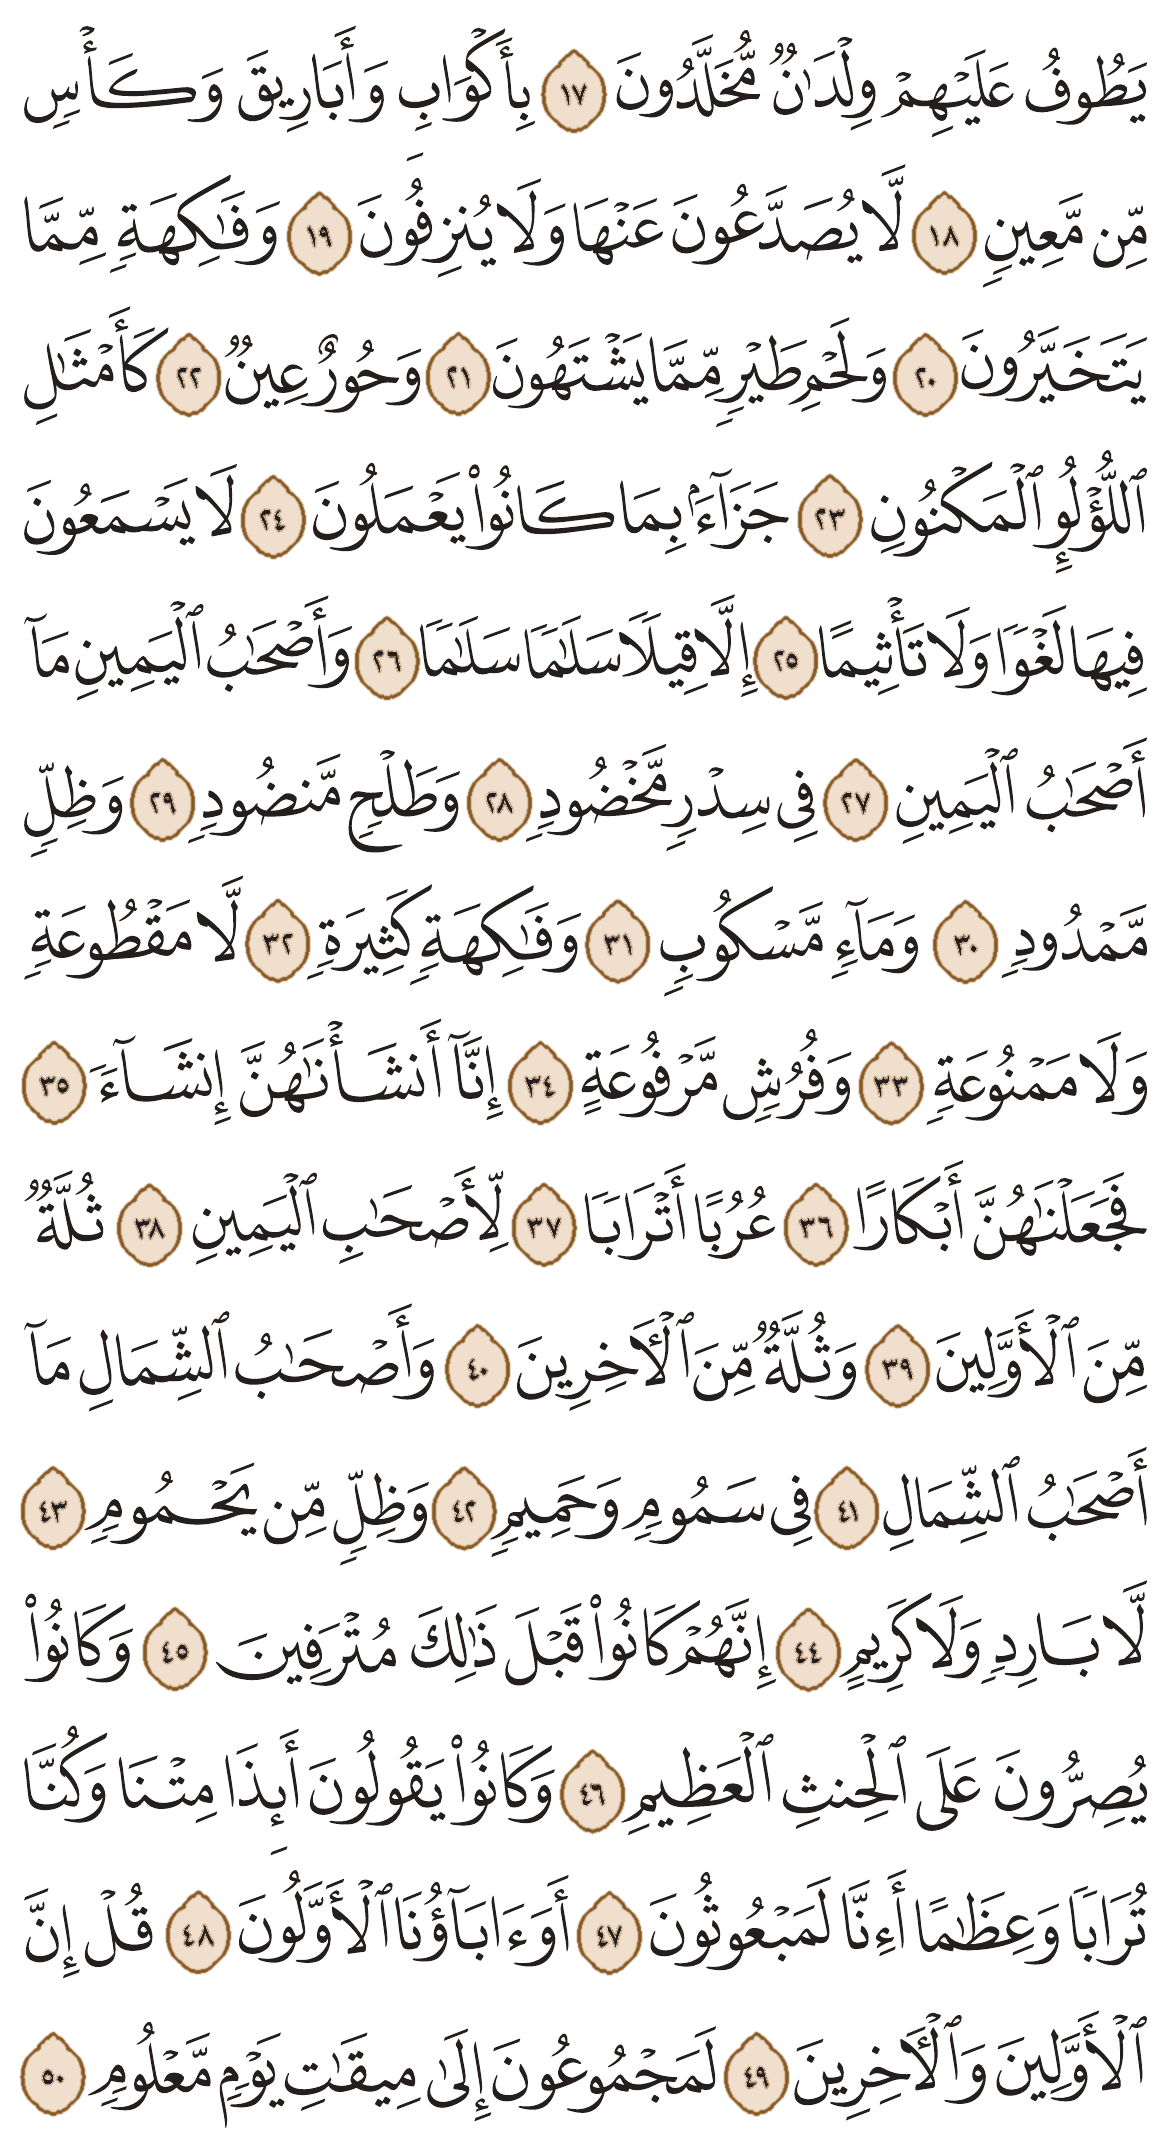 يَطُوفُ عَلَيْهِمْ وِلْدَٰنٌ مُّخَلَّدُونَ ١٧ بِأَكْوَابٍ وَأَبَارِيقَ وَكَأْسٍ
مِّن مَّعِينٍ ١٨ لَّا يُصَدَّعُونَ عَنْهَا وَلَا يُنزِفُونَ ١٩ وَفَٰكِهَةٍ مِّمَّا
يَتَخَيَّرُونَ ٢٠ وَلَحْمِ طَيْرٍ مِّمَّا يَشْتَهُونَ ٢١ وَحُورٌ عِينٌ ٢٢ كَأَمْثَٰلِ
ٱللُّؤْلُؤِ ٱلْمَكْنُونِ ٢٣ جَزَآءًۢ بِمَا كَانُوا۟ يَعْمَلُونَ ٢٤ لَا يَسْمَعُونَ
فِيهَا لَغْوًا وَلَا تَأْثِيمًا ٢٥ إِلَّا قِيلًا سَلَٰمًا سَلَٰمًا ٢٦ وَأَصْحَٰبُ ٱلْيَمِينِ مَآ
أَصْحَٰبُ ٱلْيَمِينِ ٢٧ فِى سِدْرٍ مَّخْضُودٍ ٢٨ وَطَلْحٍ مَّنضُودٍ ٢٩ وَظِلٍّ
مَّمْدُودٍ ٣٠ وَمَآءٍ مَّسْكُوبٍ ٣١ وَفَٰكِهَةٍ كَثِيرَةٍ ٣٢ لَّا مَقْطُوعَةٍ
وَلَا مَمْنُوعَةٍ ٣٣ وَفُرُشٍ مَّرْفُوعَةٍ ٣٤ إِنَّآ أَنشَأْنَٰهُنَّ إِنشَآءً ٣٥
فَجَعَلْنَٰهُنَّ أَبْكَارًا ٣٦ عُرُبًا أَتْرَابًا ٣٧ لِّأَصْحَٰبِ ٱلْيَمِينِ ٣٨ ثُلَّةٌ
مِّنَ ٱلْأَوَّلِينَ ٣٩ وَثُلَّةٌ مِّنَ ٱلْـَٔاخِرِينَ ٤٠ وَأَصْحَٰبُ ٱلشِّمَالِ مَآ
أَصْحَٰبُ ٱلشِّمَالِ ٤١ فِى سَمُومٍ وَحَمِيمٍ ٤٢ وَظِلٍّ مِّن يَحْمُومٍ ٤٣
لَّا بَارِدٍ وَلَا كَرِيمٍ ٤٤ إِنَّهُمْ كَانُوا۟ قَبْلَ ذَٰلِكَ مُتْرَفِينَ ٤٥ وَكَانُوا۟
يُصِرُّونَ عَلَى ٱلْحِنثِ ٱلْعَظِيمِ ٤٦ وَكَانُوا۟ يَقُولُونَ أَئِذَا مِتْنَا وَكُنَّا
تُرَابًا وَعِظَٰمًا أَءِنَّا لَمَبْعُوثُونَ ٤٧ أَوَءَابَآؤُنَا ٱلْأَوَّلُونَ ٤٨ قُلْ إِنَّ
ٱلْأَوَّلِينَ وَٱلْـَٔاخِرِينَ ٤٩ لَمَجْمُوعُونَ إِلَىٰ مِيقَٰتِ يَوْمٍ مَّعْلُومٍ ٥٠